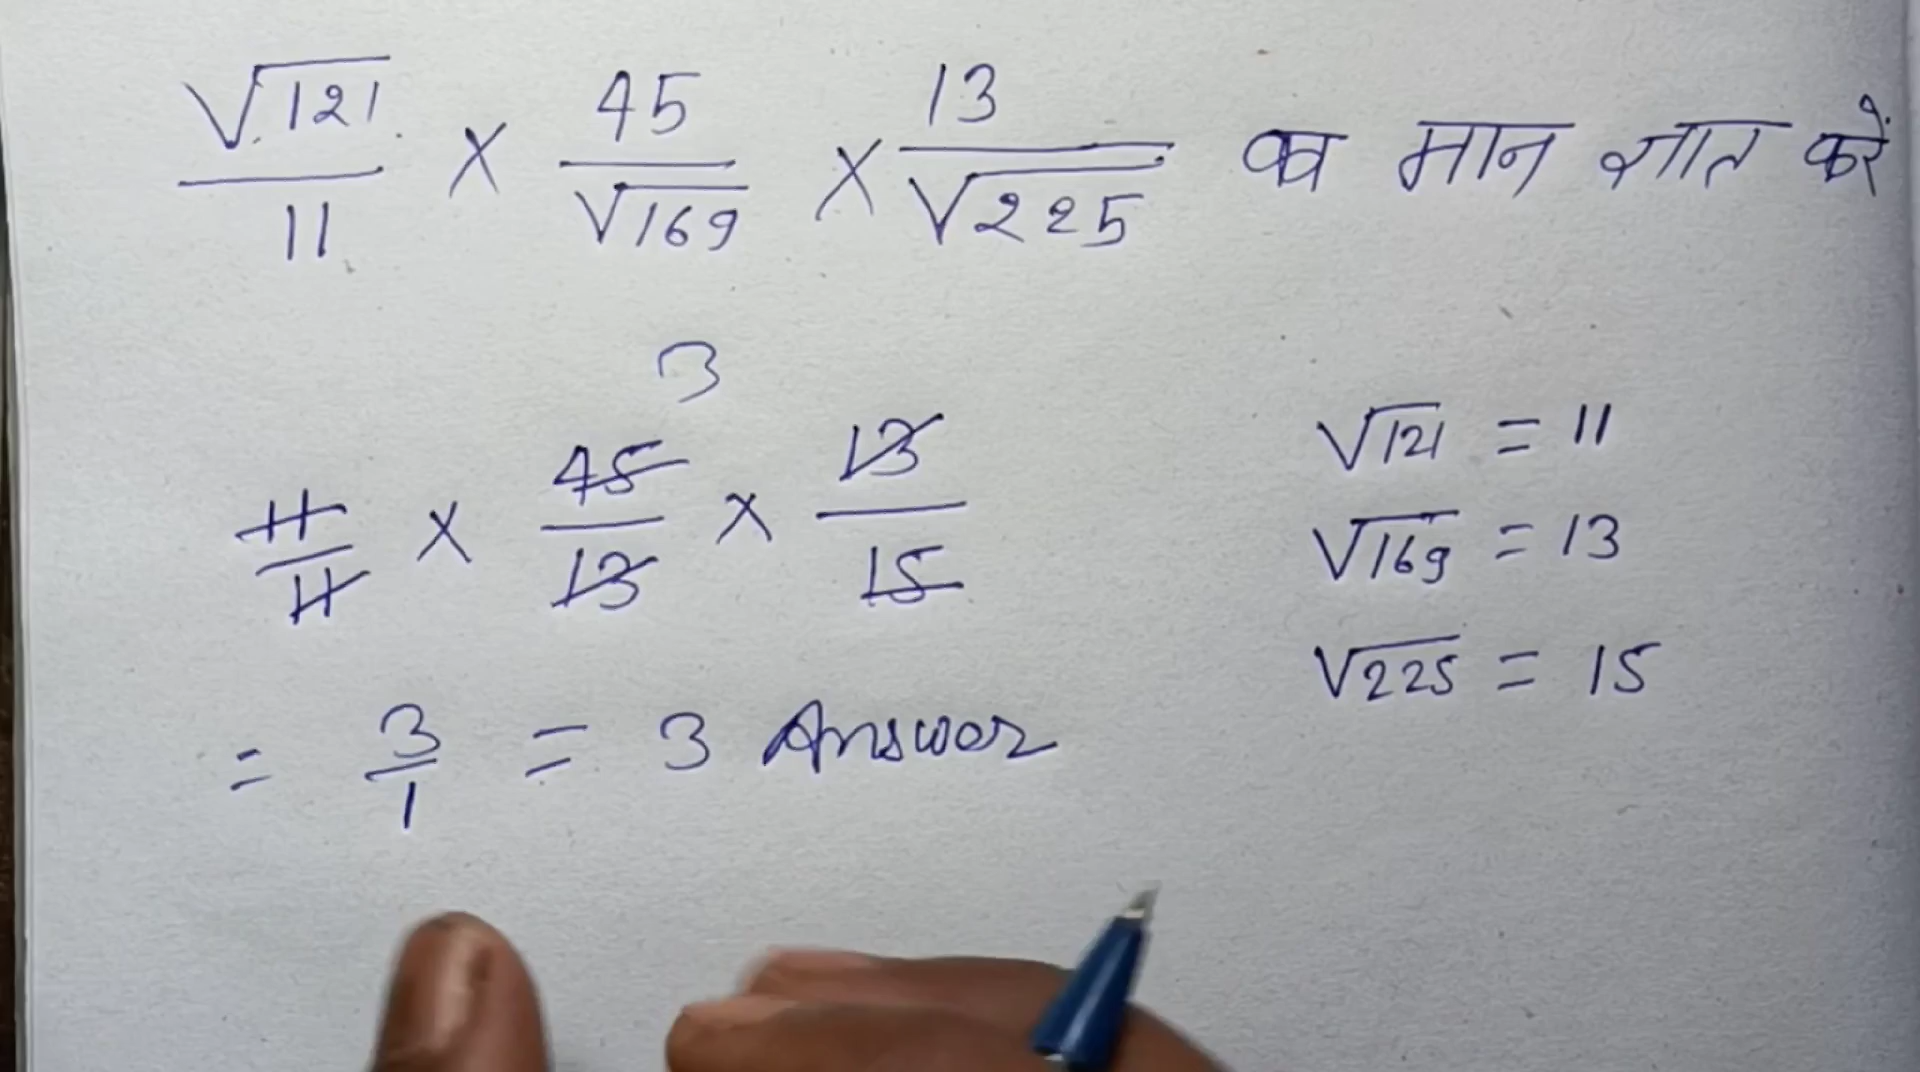 √121/11 × 45/√169 × 13/√225 का मान ज्ञात करें
3
11/11 × 45/13 × 13/15
= 3/1 = 3 Answer
√121 = 11
√169 = 13
√225 = 15